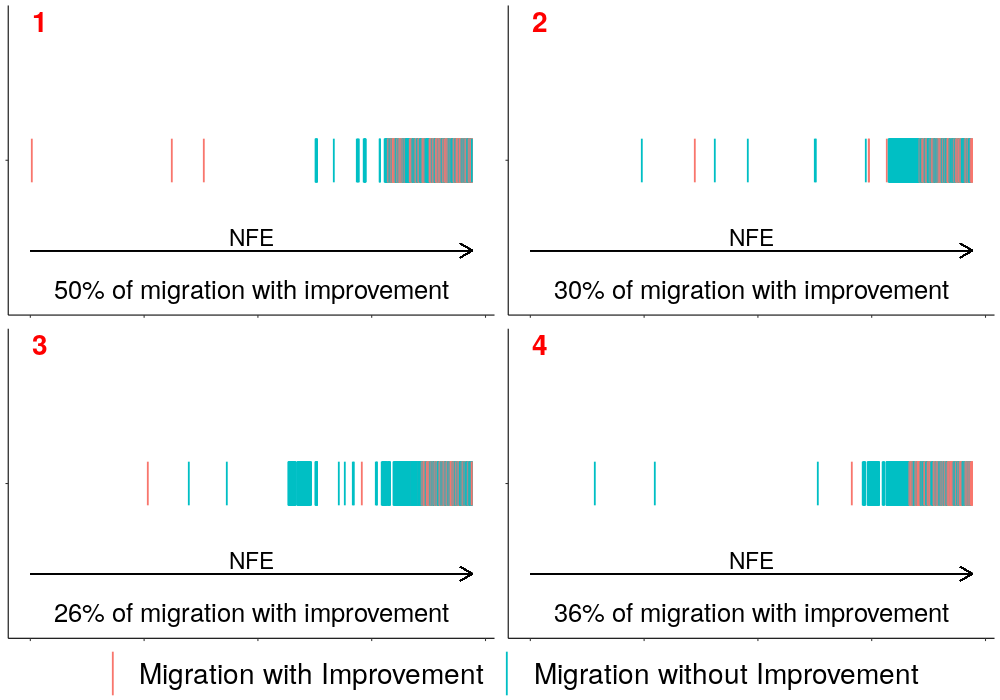 1
NFE
50% of migration with improvement
2
NFE
30% of migration with improvement
3
NFE
26% of migration with improvement
4
NFE
36% of migration with improvement
Migration with Improvement
Migration without Improvement